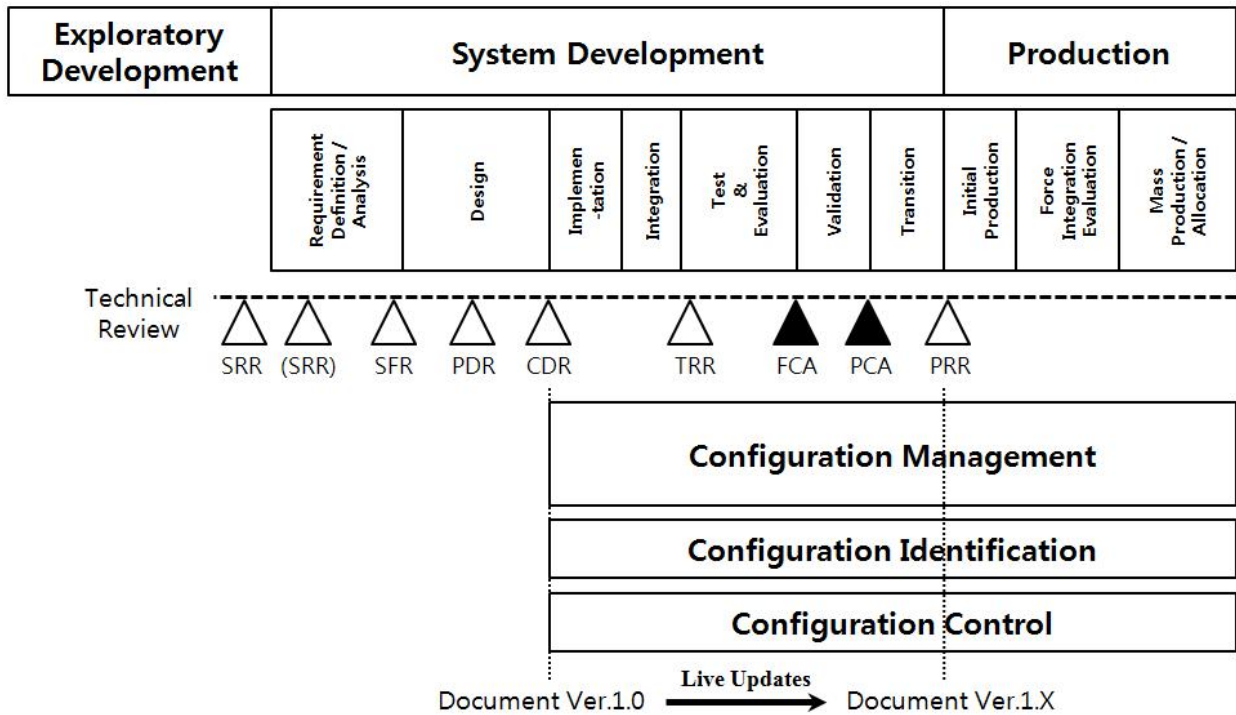 Exploratory
Development
System Development
Production
Requirement
Definition /
Analysis
Design
Implemen
-tation
Integration
Test
&
Evaluation
Validation
Transition
Initial
Production
Force
Integration
Evaluation
Mass
Production /
Allocation
Technical
Review
SRR (SRR) SFR PDR CDR TRR FCA PCA PRR
Configuration Management
Configuration Identification
Configuration Control
Document Ver.1.0 Live Updates Document Ver.1.X